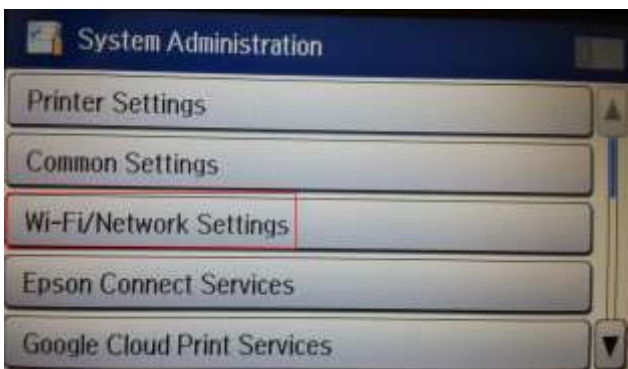 System Administration
Printer Settings
Common Settings
Wi-Fi/Network Settings
Epson Connect Services
Google Cloud Print Services